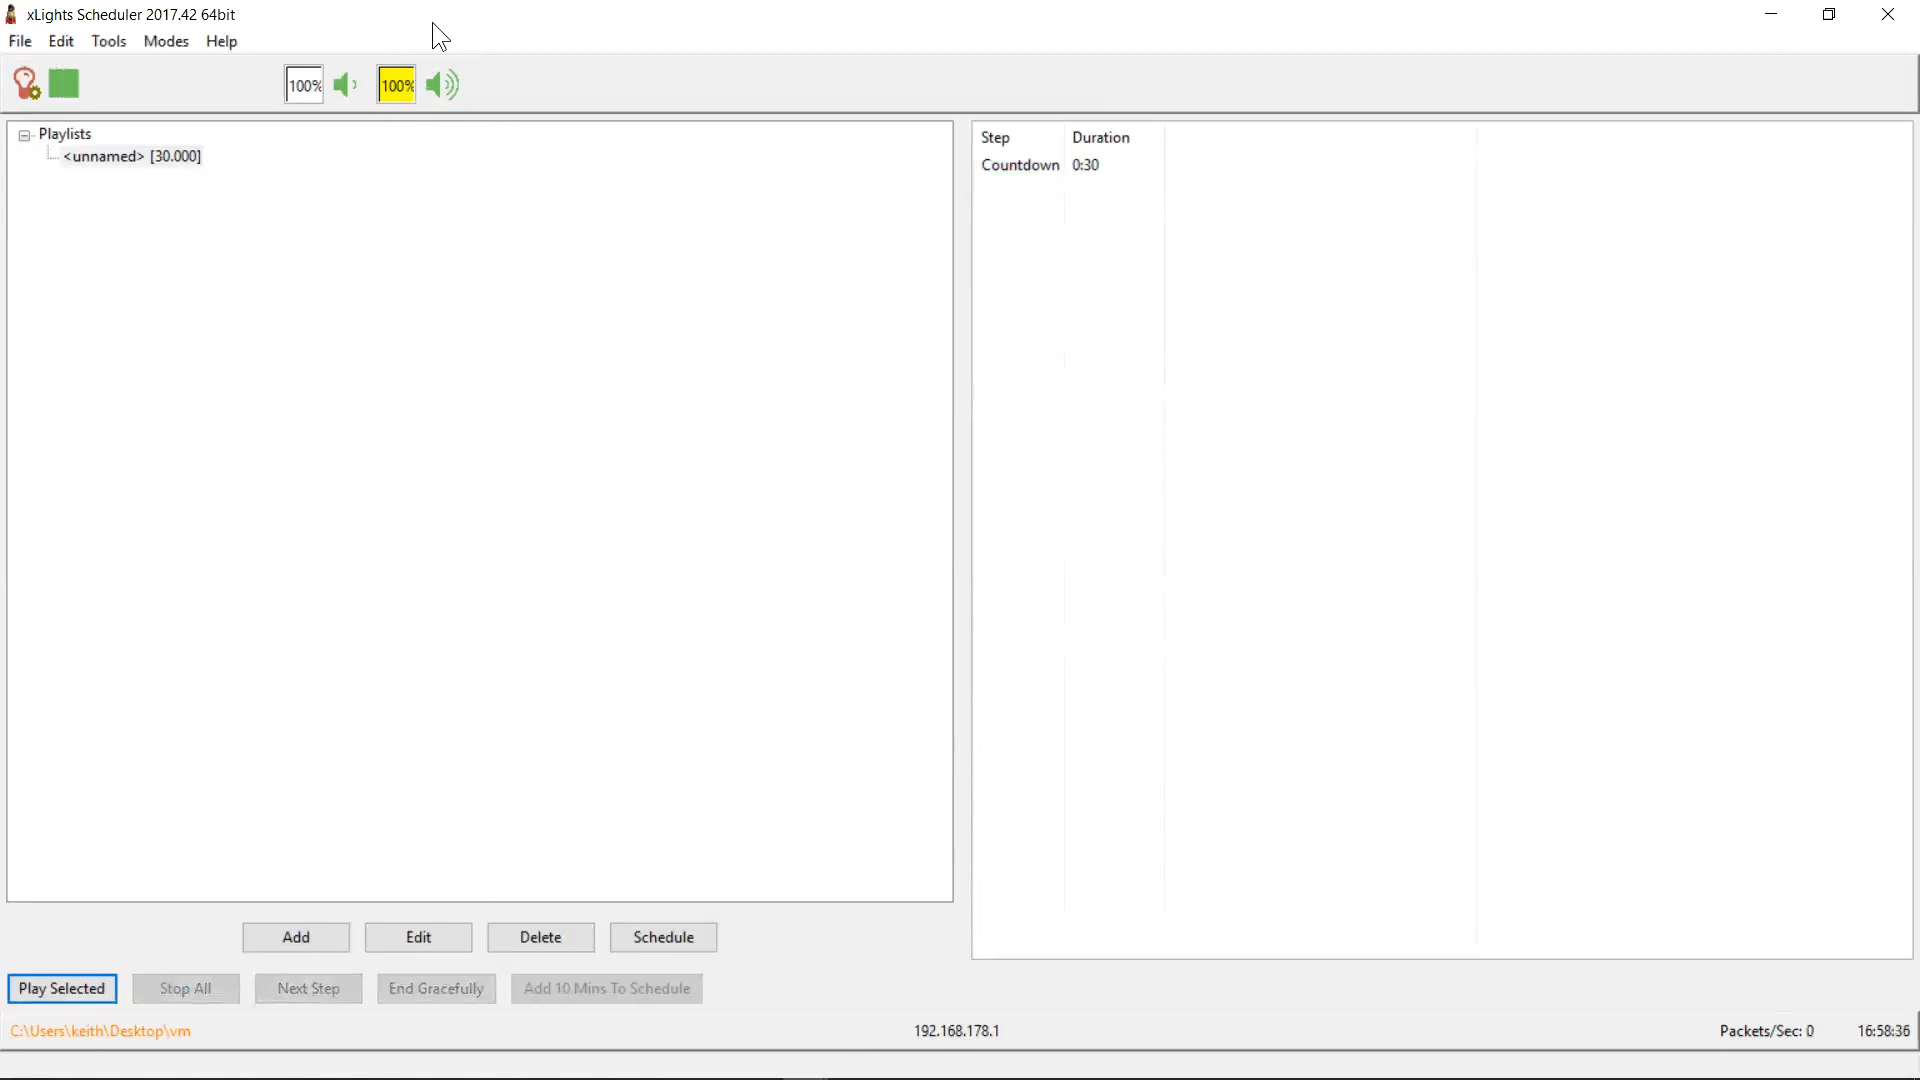 xLights Scheduler 2017.42 64bit
File Edit Tools Modes Help
100% 100%
Playlists
<unnamed> [30.000]
Step Duration
Countdown 0:30
Add Edit Delete Schedule
Play Selected Stop All Next Step End Gracefully Add 10 Mins To Schedule
C:\Users\keith\Desktop\vm 192.168.178.1 Packets/Sec: 0 16:58:36